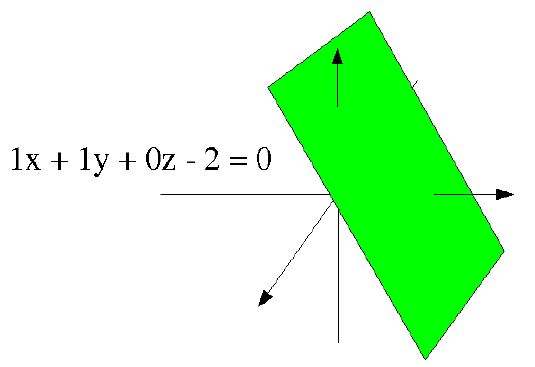 1x + 1y + 0z - 2 = 0